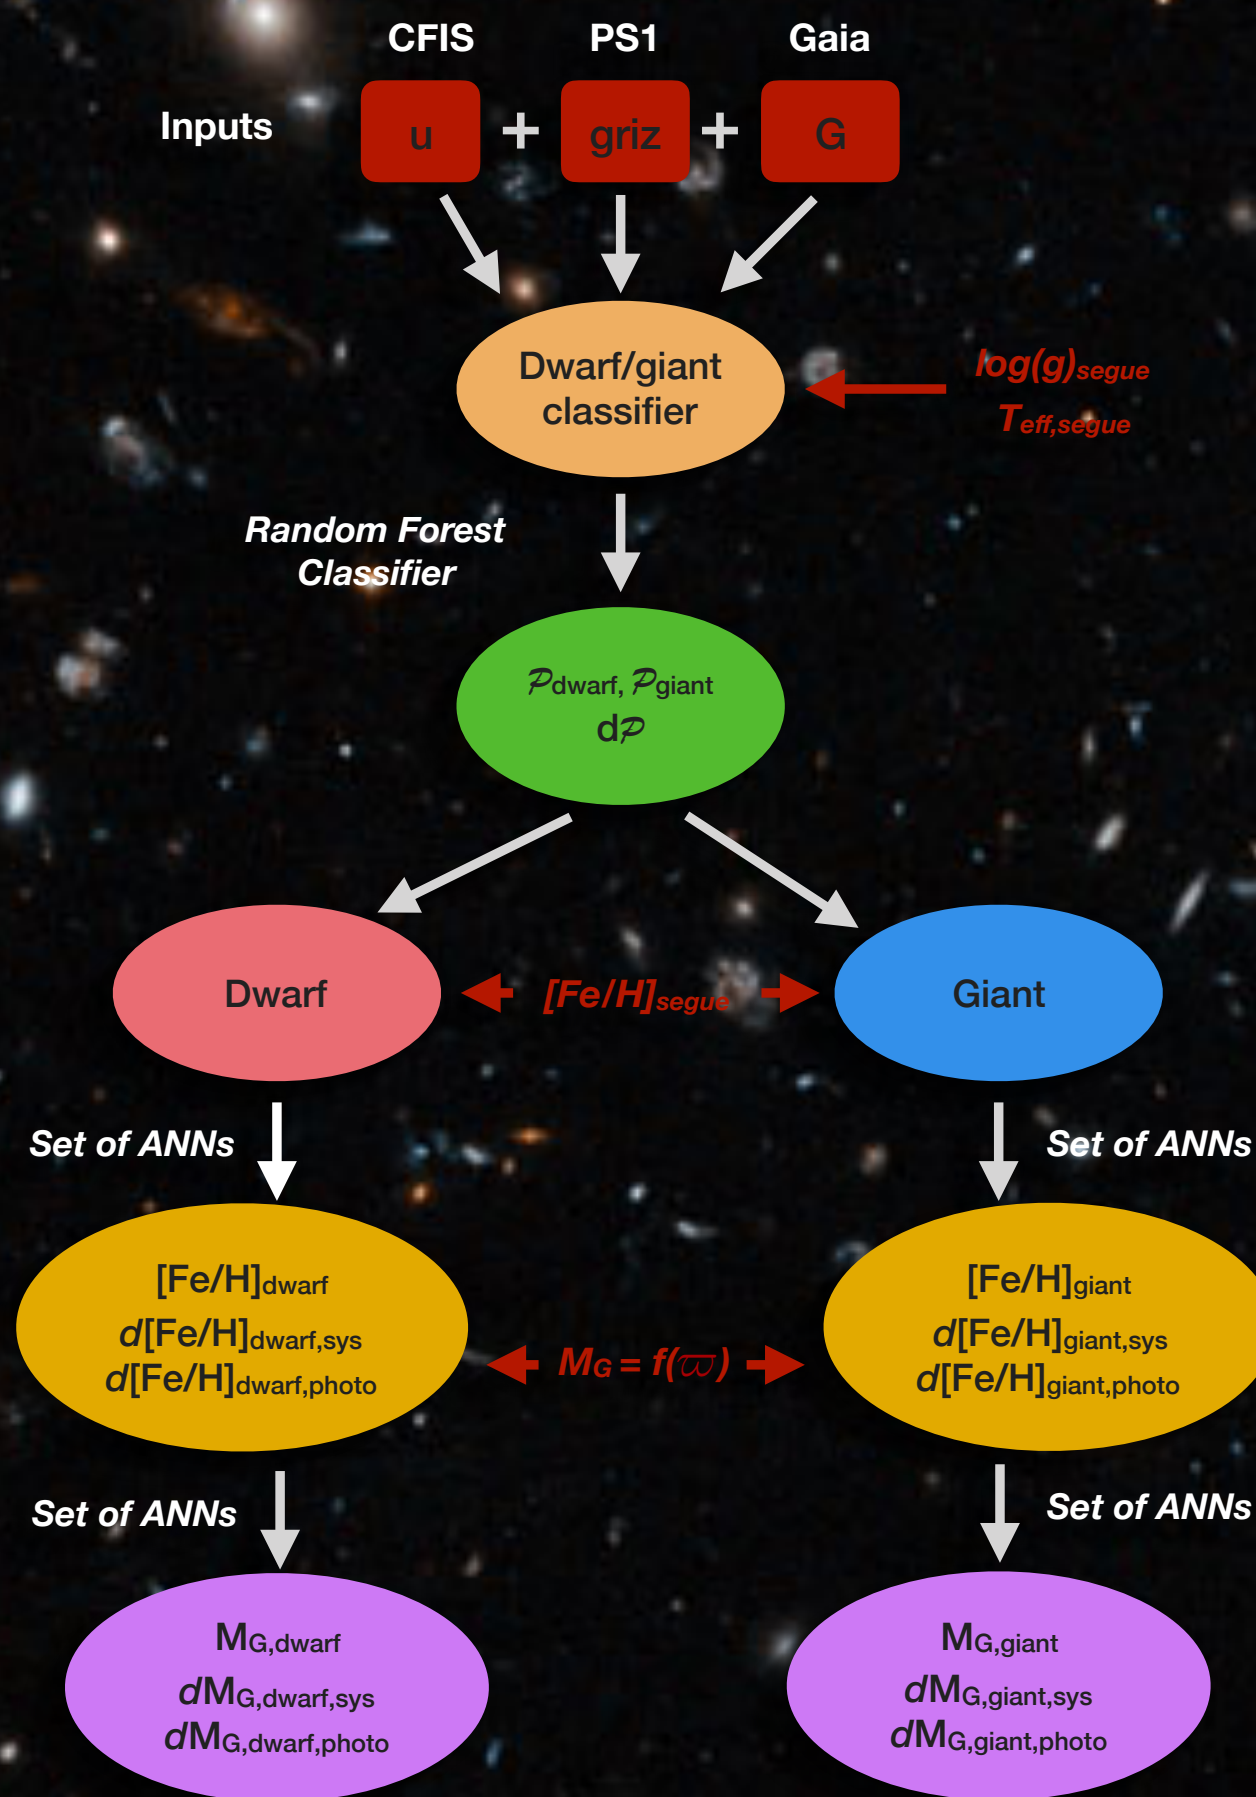 CFIS PS1 Gaia
Inputs u + griz + G
Dwarf/giant
classifier
log(g)segue
Teff,segue
Random Forest
Classifier
𝒫dwarf, 𝒫giant
d𝒫
Dwarf [Fe/H]segue Giant
Set of ANNs Set of ANNs
[Fe/H]dwarf
d[Fe/H]dwarf,sys
d[Fe/H]dwarf,photo
MG = f(ϖ)
[Fe/H]giant
d[Fe/H]giant,sys
d[Fe/H]giant,photo
Set of ANNs Set of ANNs
MG,dwarf
dMG,dwarf,sys
dMG,dwarf,photo
MG,giant
dMG,giant,sys
dMG,giant,photo